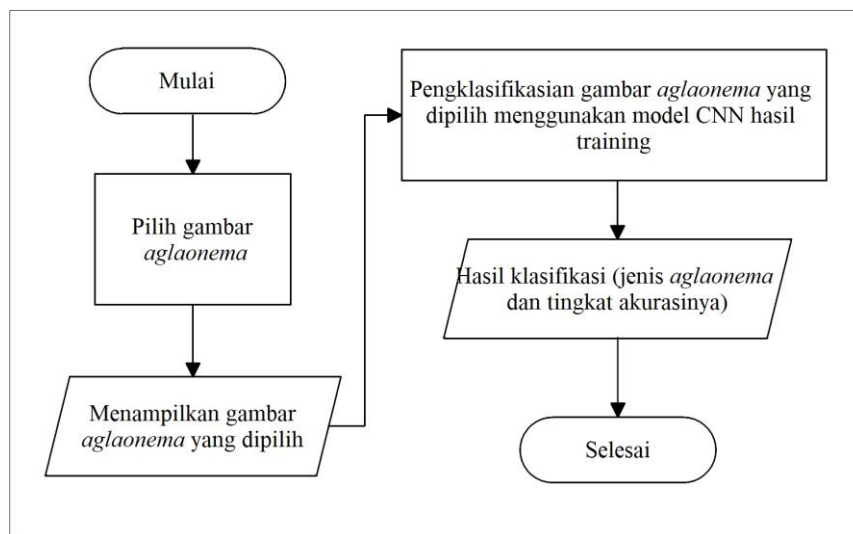 Mulai
Pilih gambar
aglaonema
Menampilkan gambar
aglaonema yang dipilih
Pengklasifikasian gambar aglaonema yang
dipilih menggunakan model CNN hasil
training
Hasil klasifikasi (jenis aglaonema
dan tingkat akurasinya)
Selesai